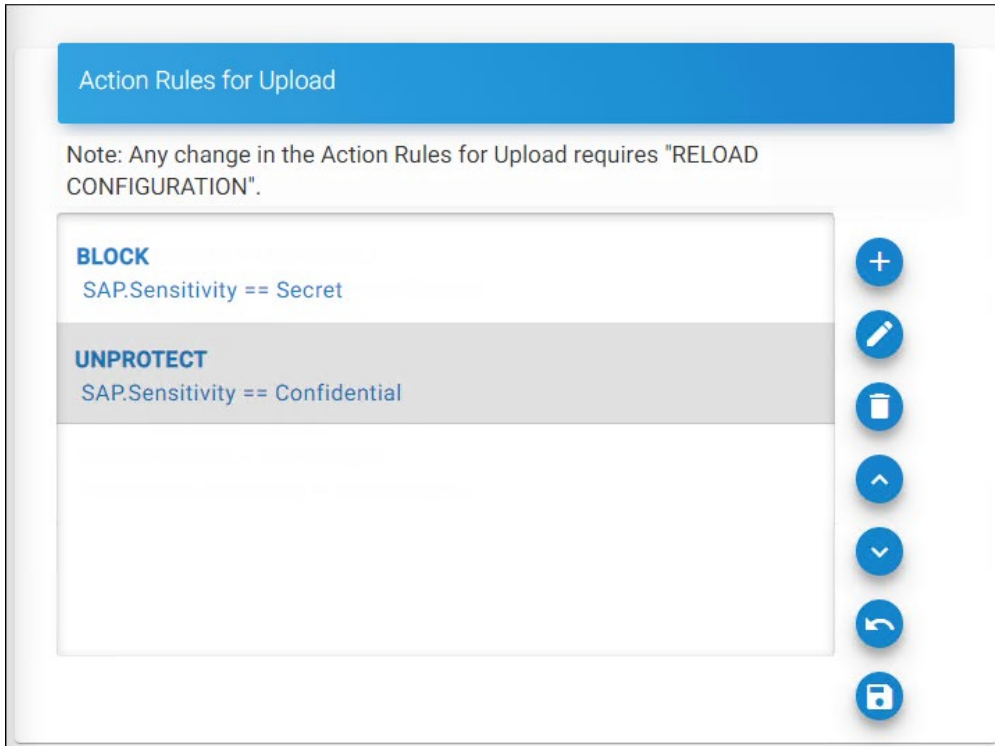 Action Rules for Upload
Note: Any change in the Action Rules for Upload requires "RELOAD
CONFIGURATION".
BLOCK
SAP.Sensitivity == Secret
UNPROTECT
SAP.Sensitivity == Confidential